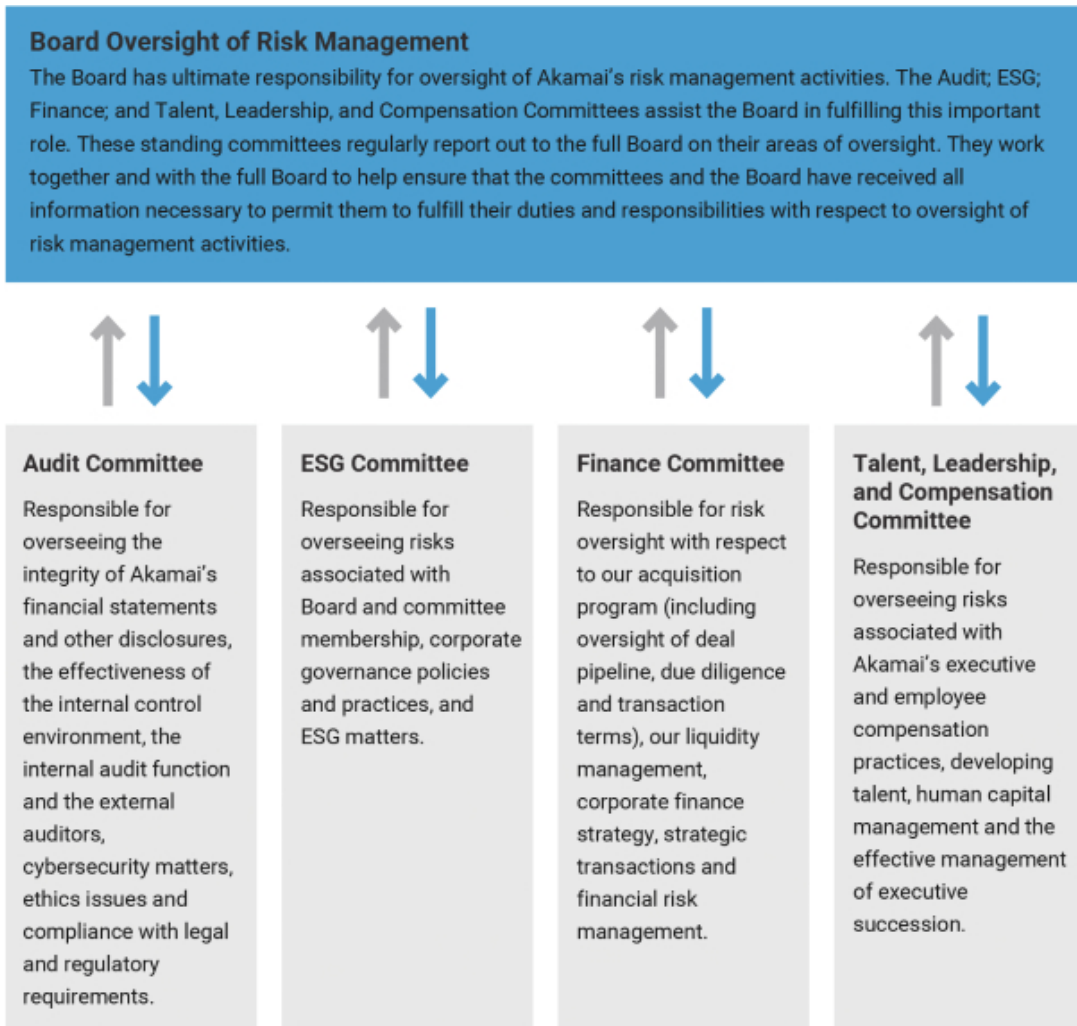 Board Oversight of Risk Management
The Board has ultimate responsibility for oversight of Akamai's risk management activities. The Audit; ESG;
Finance; and Talent, Leadership, and Compensation Committees assist the Board in fulfilling this important
role. These standing committees regularly report out to the full Board on their areas of oversight. They work
together and with the full Board to help ensure that the committees and the Board have received all
information necessary to permit them to fulfill their duties and responsibilities with respect to oversight of
risk management activities.
Audit Committee
Responsible for
overseeing the
integrity of Akamai's
financial statements
and other disclosures,
the effectiveness of
the internal control
environment, the
internal audit function
and the external
auditors,
cybersecurity matters,
ethics issues and
compliance with legal
and regulatory
requirements.
ESG Committee
Responsible for
overseeing risks
associated with
Board and committee
membership, corporate
governance policies
and practices, and
ESG matters.
Finance Committee
Responsible for risk
oversight with respect
to our acquisition
program (including
oversight of deal
pipeline, due diligence
and transaction
terms), our liquidity
management,
corporate finance
strategy, strategic
transactions and
financial risk
management.
Talent, Leadership,
and Compensation
Committee
Responsible for
overseeing risks
associated with
Akamai's executive
and employee
compensation
practices, developing
talent, human capital
management and the
effective management
of executive
succession.